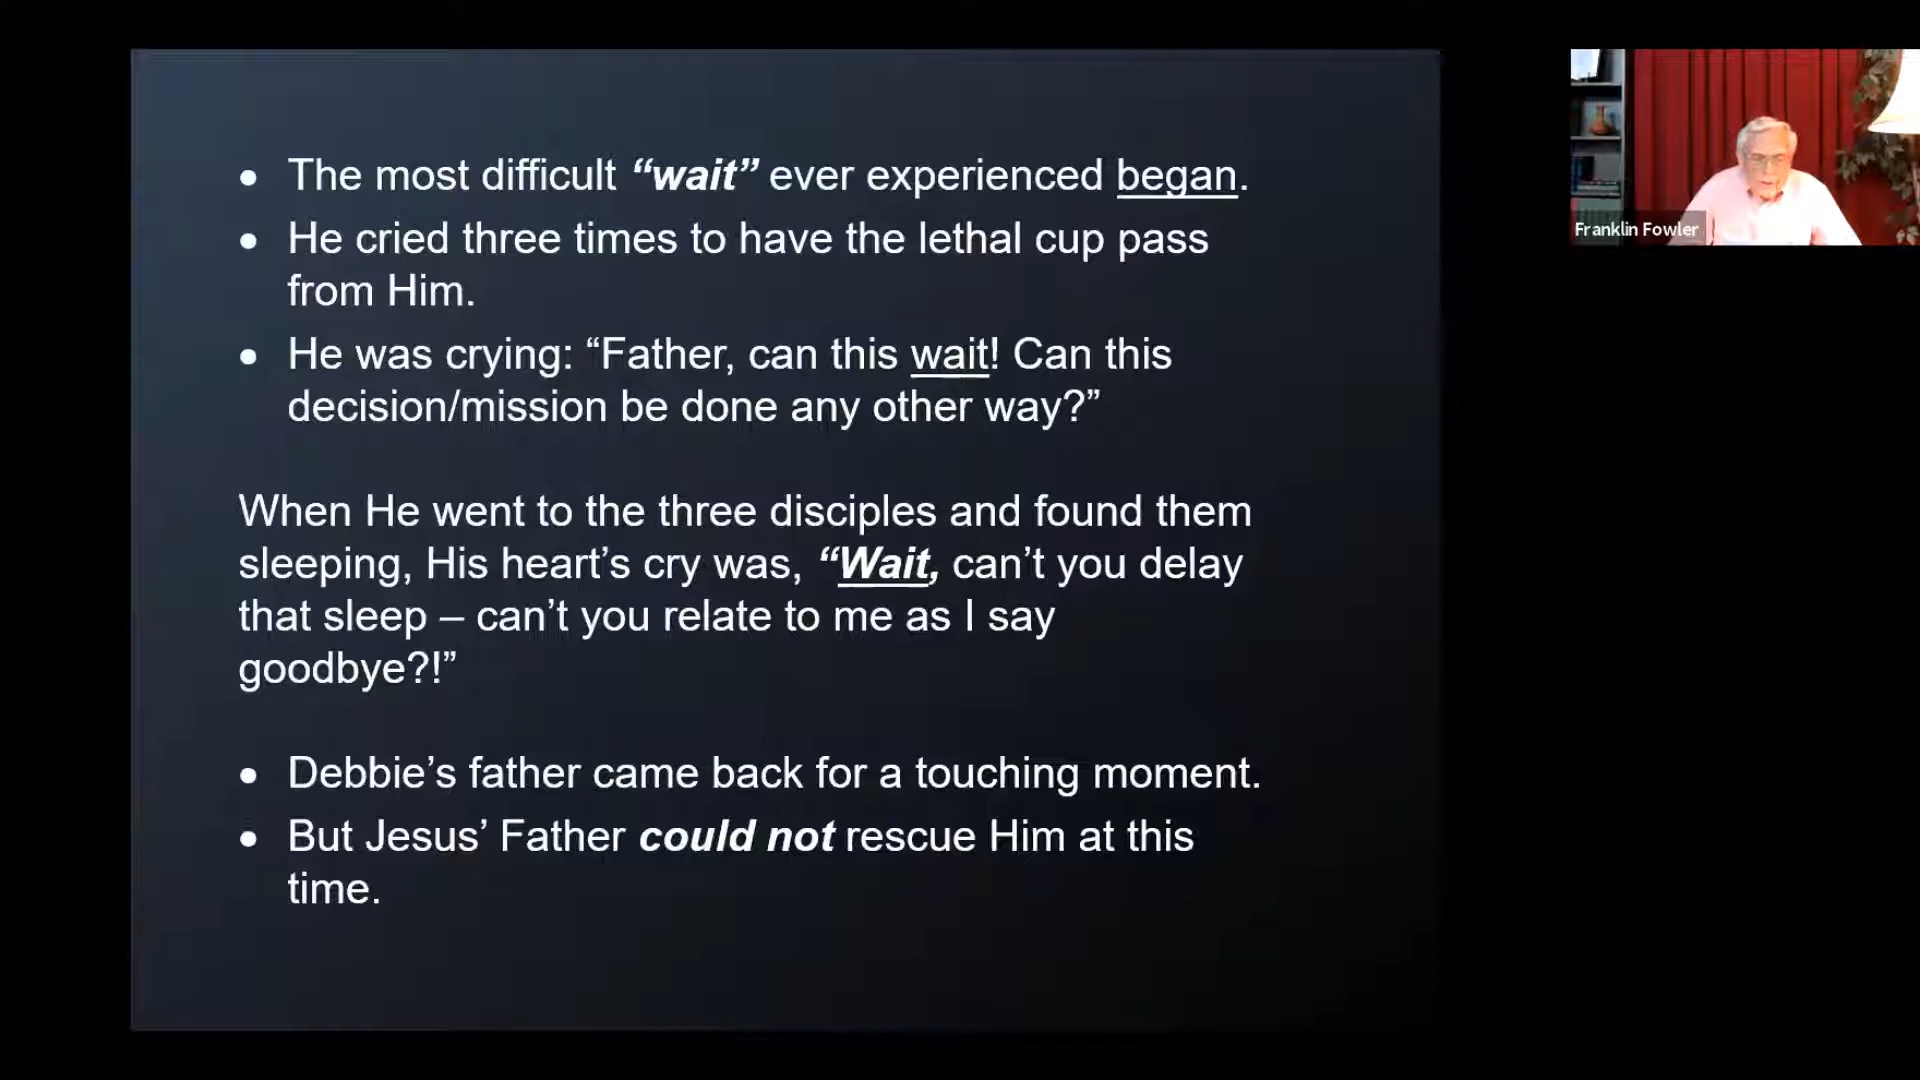 • The most difficult “wait” ever experienced began.
• He cried three times to have the lethal cup pass
from Him.
• He was crying: “Father, can this wait! Can this
decision/mission be done any other way?”
When He went to the three disciples and found them
sleeping, His heart’s cry was, “Wait, can’t you delay
that sleep – can’t you relate to me as I say
goodbye?!”
• Debbie’s father came back for a touching moment.
• But Jesus’ Father could not rescue Him at this
time.
Franklin Fowler